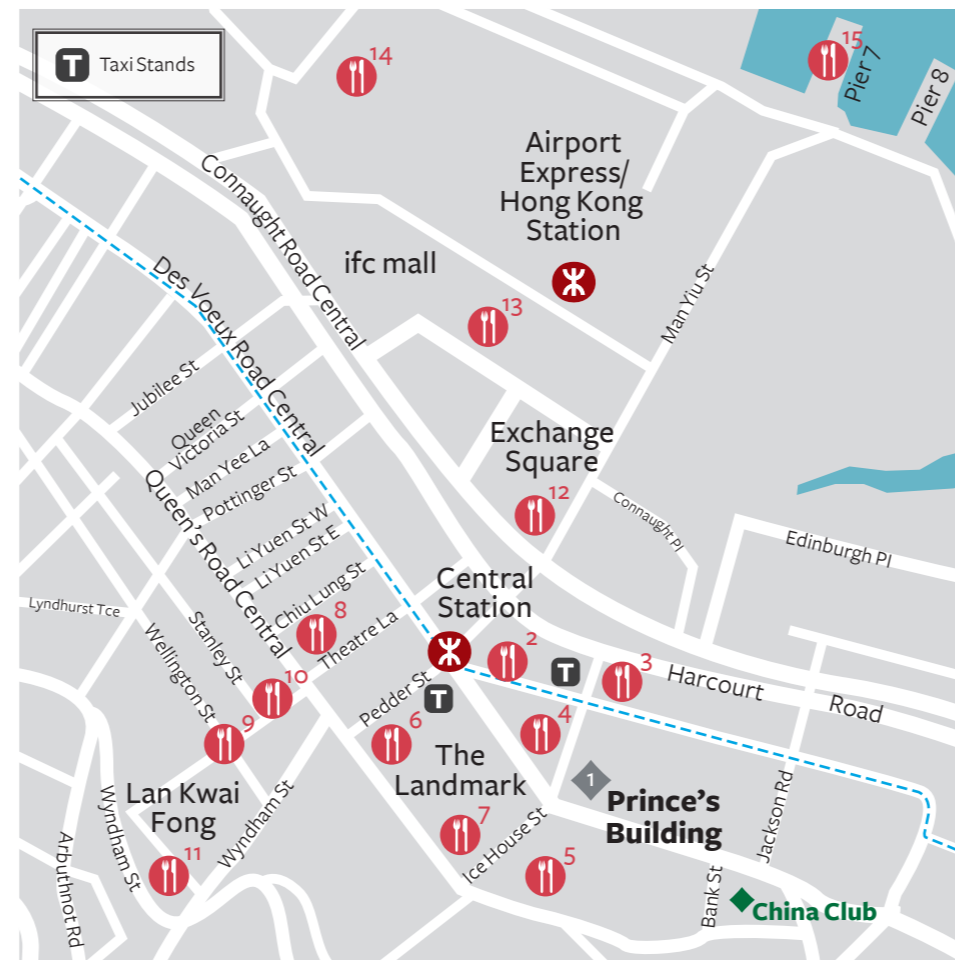 T Taxi Stands
14
15
Pier 7
Pier 8
Airport
Express/
Hong Kong
Station
Connaught Road Central
ifc mall
13
Man Yiu St
Des Voeux Road Central
Jubilee St
Queen
Victoria St
Man Yee La
Pottinger St
Exchange
Square
12
Connaught Pl
Edinburgh Pl
Queen's Road Central
Li Yuen St W
Li Yuen St E
Chiu Lung St
Central
Station
Lyndhurst Tce
8
Theatre La
2
T
3
Harcourt
Road
Stanley St
Wellington St
10
9
Pedder St
T
6
4
The
Landmark
1
Prince's
Building
Jackson Rd
Lan Kwai
Fong
Wyndham St
Wyndham St
7
Ice House St
5
11
Arbuthnot Rd
Bank St
China Club